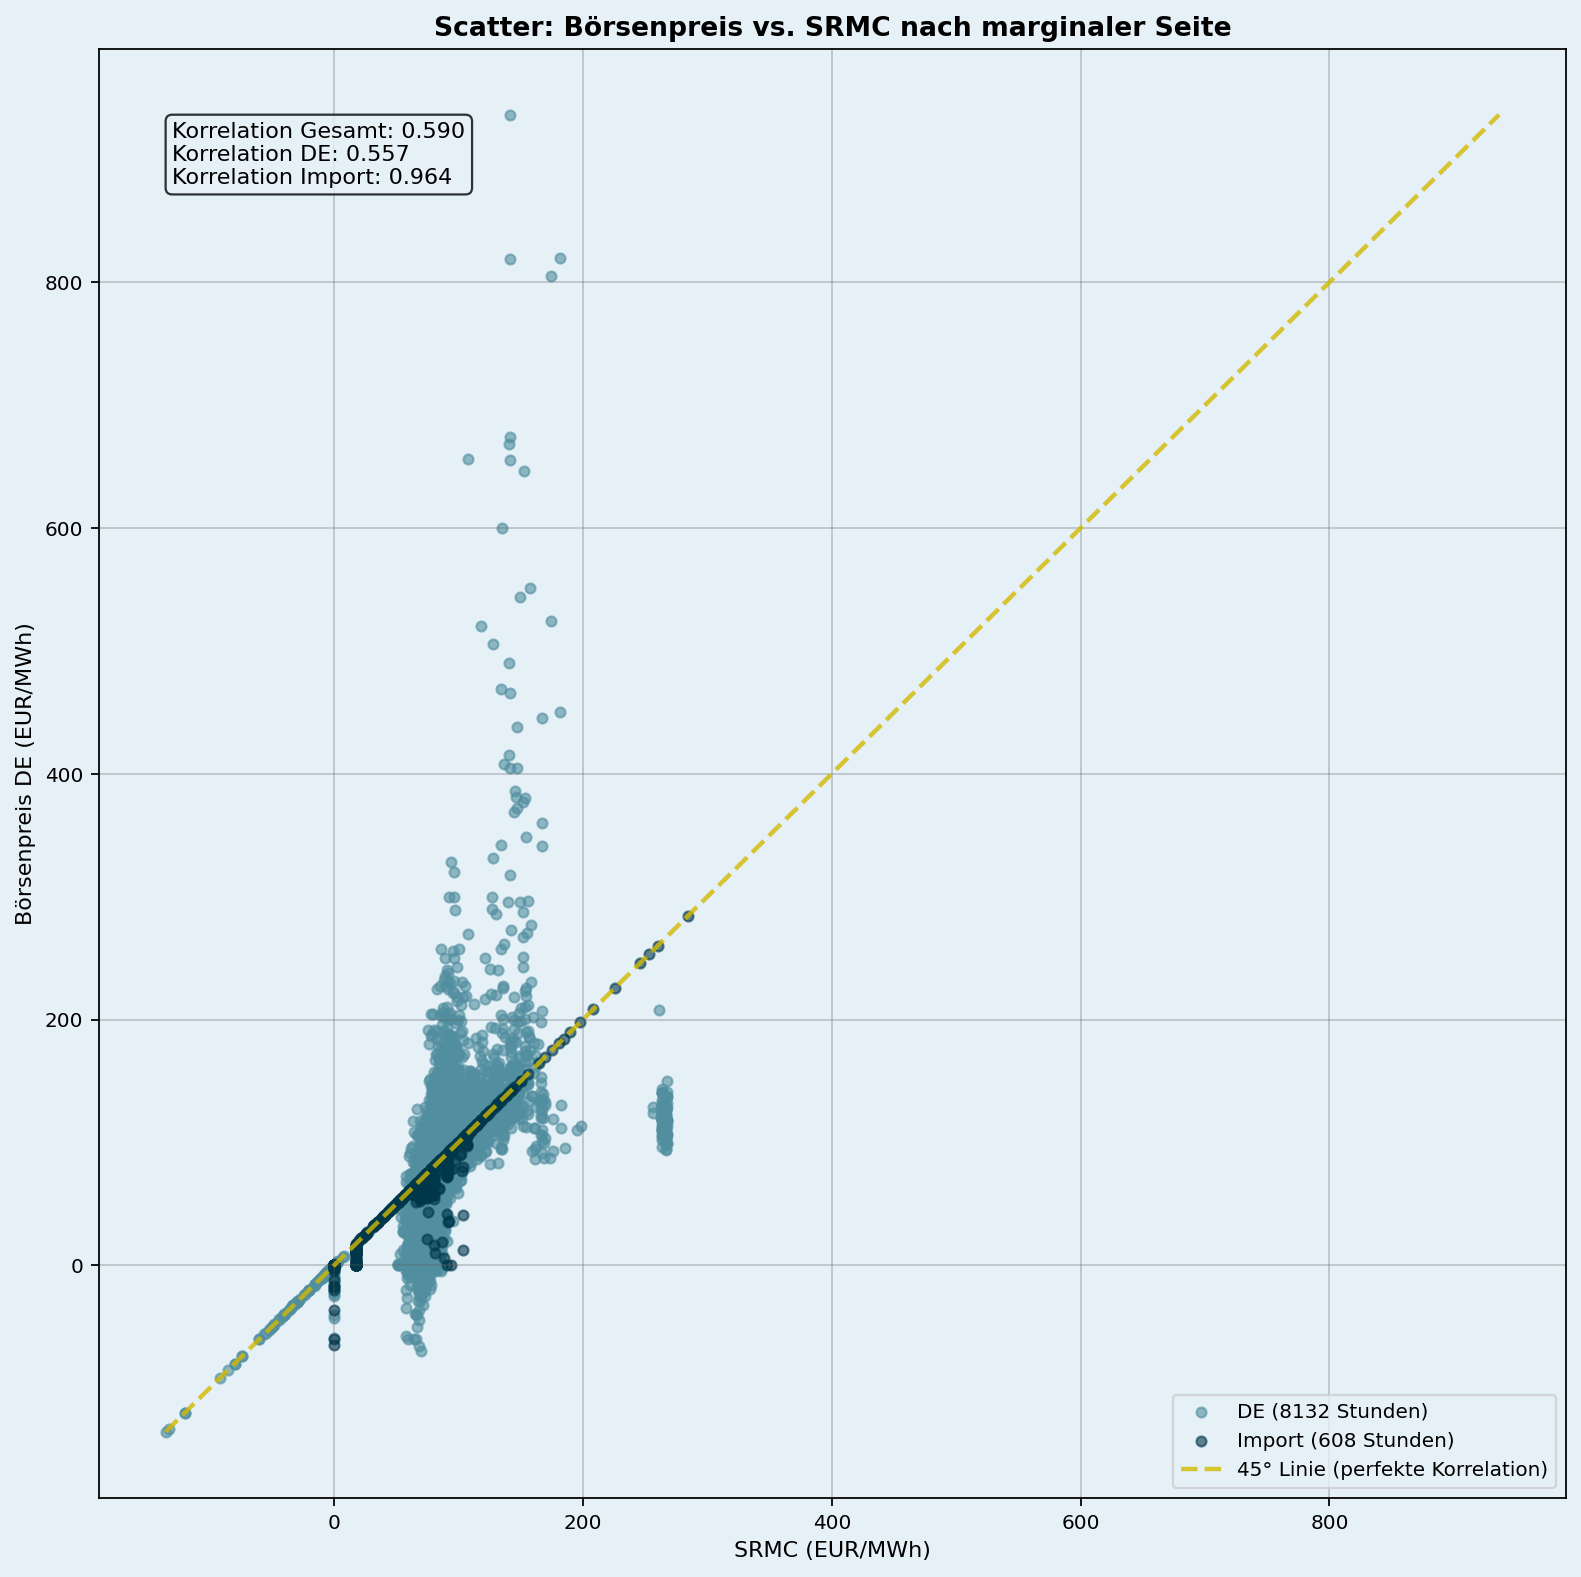 Scatter: Börsenpreis vs. SRMC nach marginaler Seite
Korrelation Gesamt: 0.590
Korrelation DE: 0.557
Korrelation Import: 0.964
Börsenpreis DE (EUR/MWh)
800
600
400
200
0
0 200 400 600 800
SRMC (EUR/MWh)
DE (8132 Stunden)
Import (608 Stunden)
45° Linie (perfekte Korrelation)